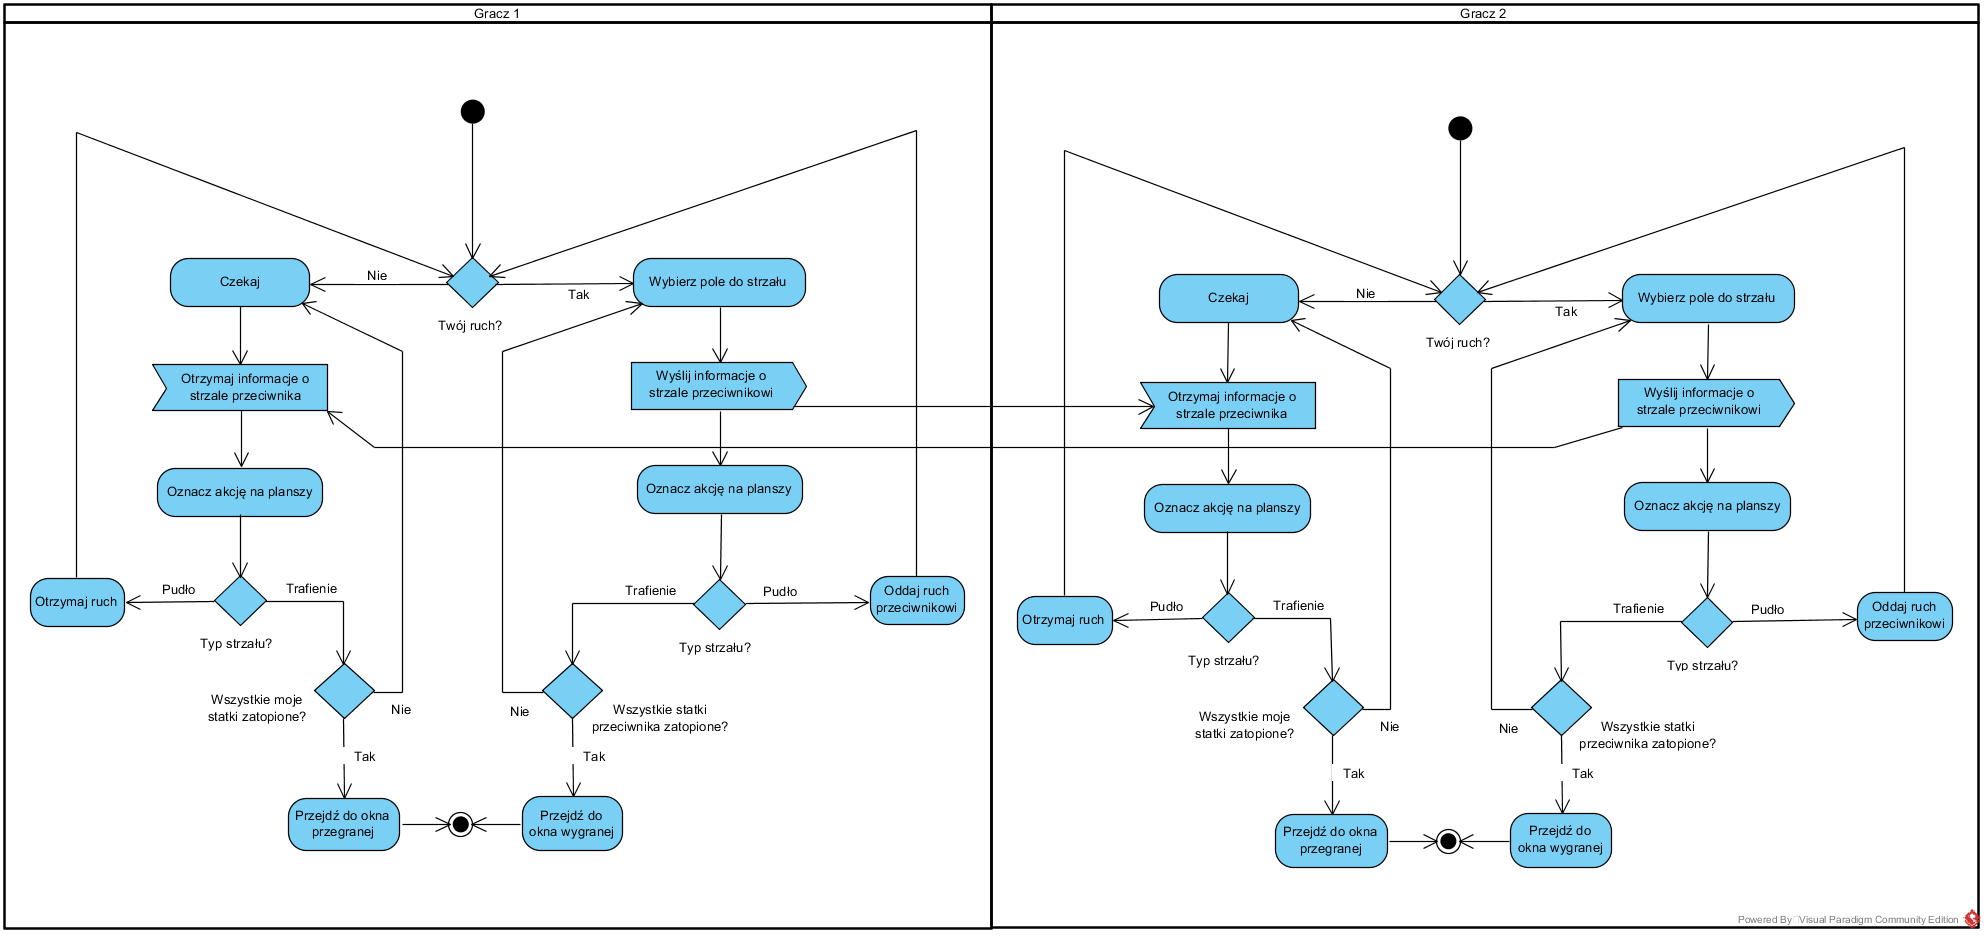 Gracz 1
Gracz 2
Czekaj
Nie
Tak
Wybierz pole do strzału
Twój ruch?
Otrzymaj informacje o
strzale przeciwnika
Wyślij informacje o
strzale przeciwnikowi
Oznacz akcję na planszy
Oznacz akcję na planszy
Otrzymaj ruch
Pudło
Trafienie
Typ strzału?
Trafienie
Pudło
Typ strzału?
Oddaj ruch
przeciwnikowi
Wszystkie moje
statki zatopione?
Nie
Nie
Wszystkie statki
przeciwnika zatopione?
Tak
Tak
Przejdź do okna
przegranej
Przejdź do
okna wygranej
Czekaj
Nie
Tak
Wybierz pole do strzału
Twój ruch?
Otrzymaj informacje o
strzale przeciwnika
Wyślij informacje o
strzale przeciwnikowi
Oznacz akcję na planszy
Oznacz akcję na planszy
Otrzymaj ruch
Pudło
Trafienie
Typ strzału?
Trafienie
Pudło
Typ strzału?
Oddaj ruch
przeciwnikowi
Wszystkie moje
statki zatopione?
Nie
Nie
Wszystkie statki
przeciwnika zatopione?
Tak
Tak
Przejdź do okna
przegranej
Przejdź do
okna wygranej
Powered By Visual Paradigm Community Edition